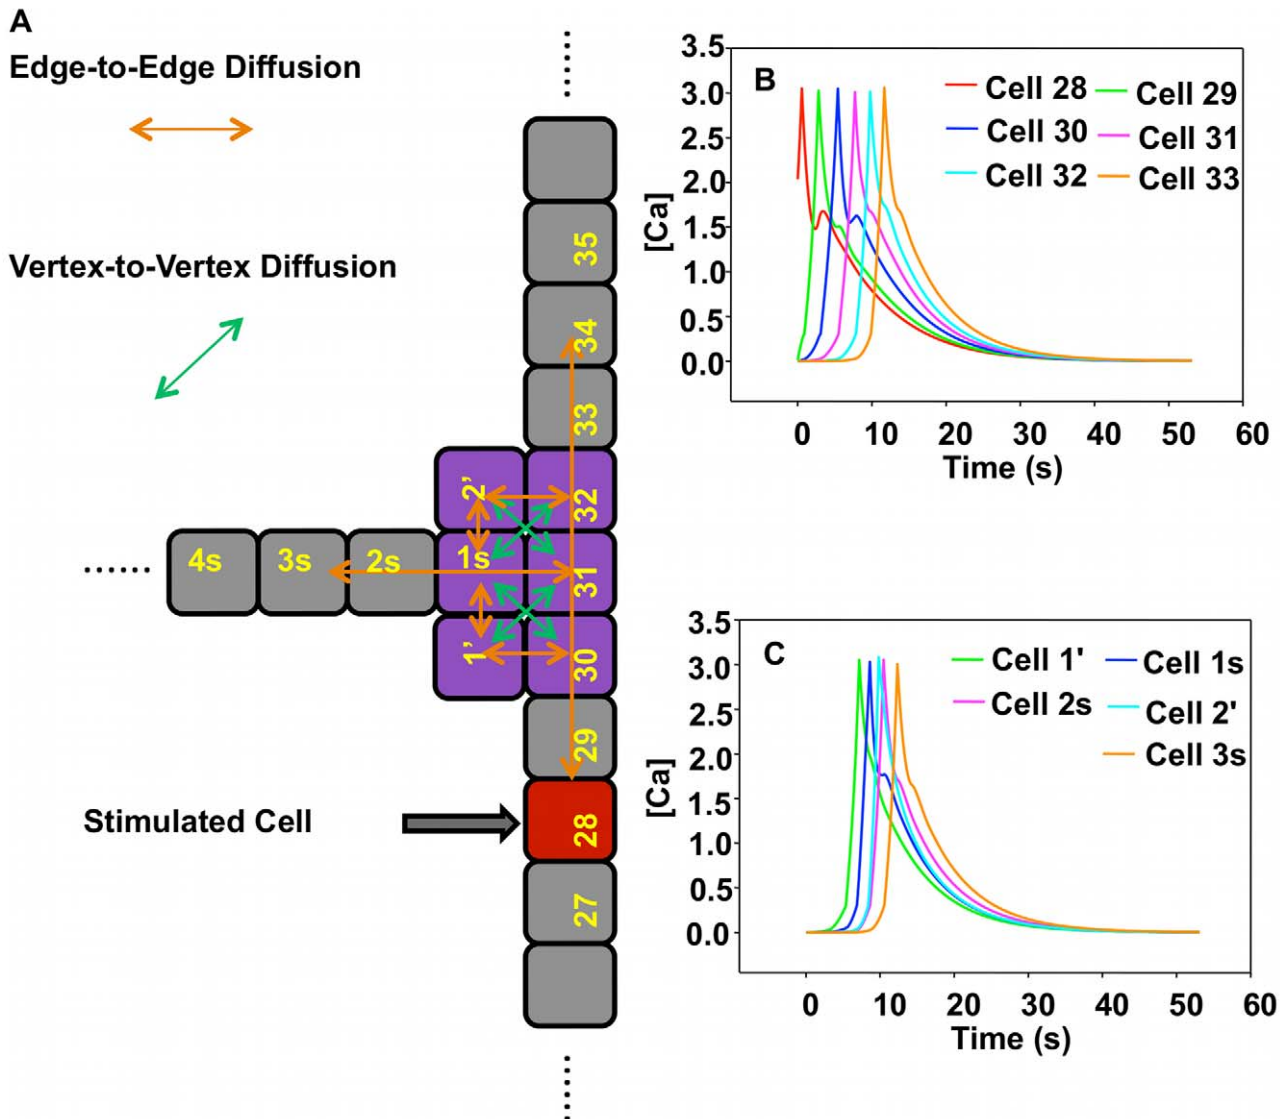 A
Edge-to-Edge Diffusion
Vertex-to-Vertex Diffusion
35
34
33
2' 32
4s 3s 2s 1s 31
1' 30
29
Stimulated Cell 28
27
B
Cell 28 Cell 29
Cell 30 Cell 31
Cell 32 Cell 33
[Ca]
3.5
3.0
2.5
2.0
1.5
1.0
0.5
0.0
0 10 20 30 40 50 60
Time (s)
C
Cell 1' Cell 1s
Cell 2s Cell 2'
Cell 3s
[Ca]
3.5
3.0
2.5
2.0
1.5
1.0
0.5
0.0
0 10 20 30 40 50 60
Time (s)